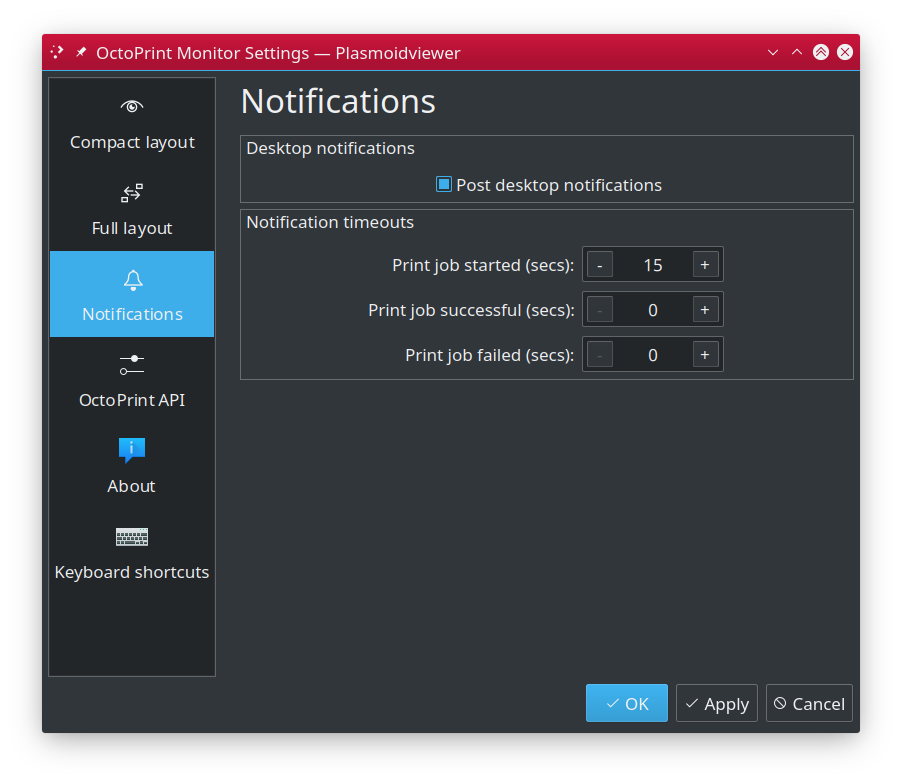 OctoPrint Monitor Settings — Plasmoidviewer
Compact layout
Full layout
Notifications
OctoPrint API
About
Keyboard shortcuts
Notifications
Desktop notifications
Post desktop notifications
Notification timeouts
Print job started (secs): - 15 +
Print job successful (secs): - 0 +
Print job failed (secs): - 0 +
OK Apply Cancel